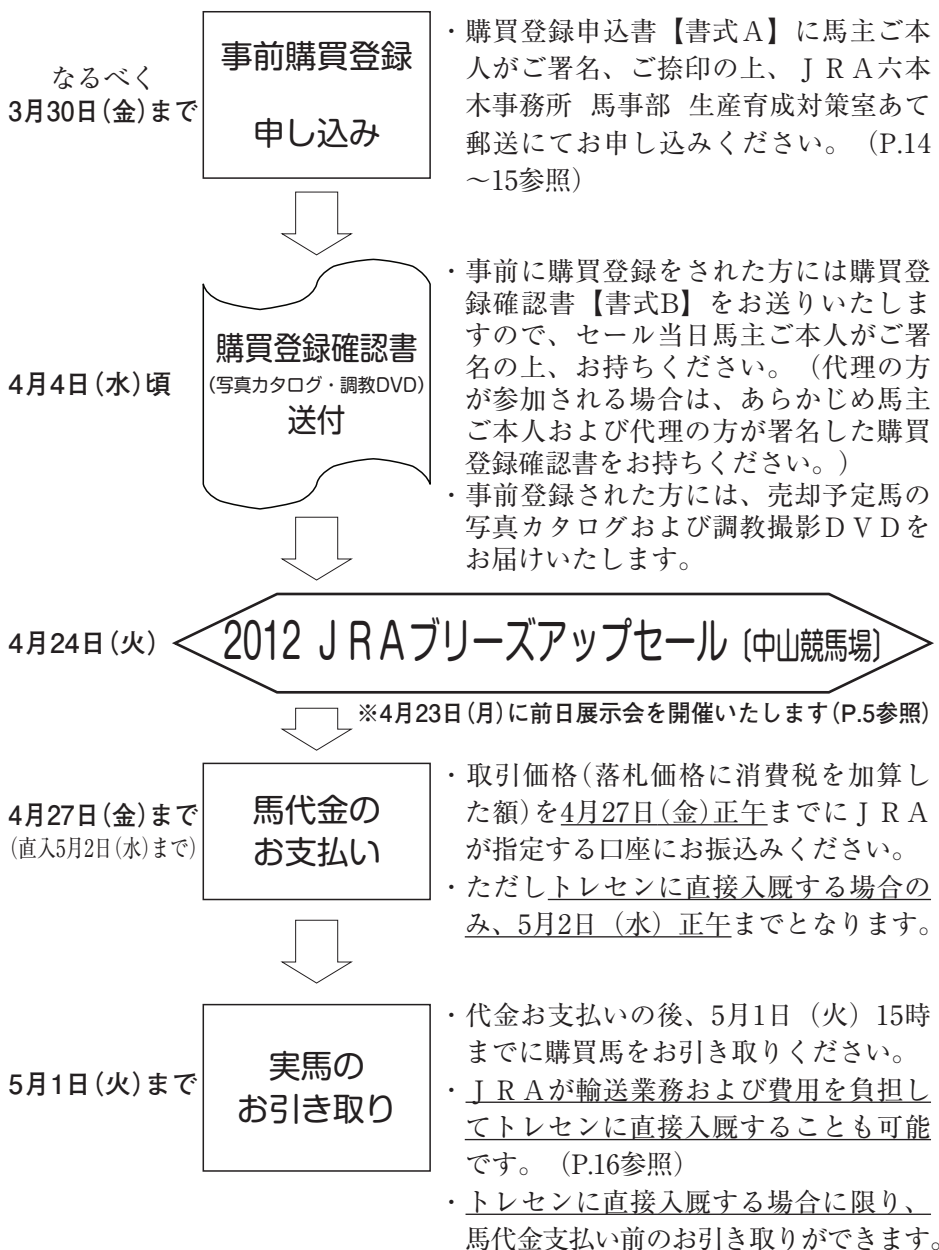 なるべく
3月30日(金)まで
事前購買登録
申し込み
・購買登録申込書【書式A】に馬主ご本
人がご署名、ご捺印の上、JRA六本
木事務所 馬事部 生産育成対策室あて
郵送にてお申し込みください。(P.14
~15参照)
4月4日(水)頃
購買登録確認書
(写真カタログ・調教DVD)
送付
・事前に購買登録をされた方には購買登
録確認書【書式B】をお送りいたしま
すので、セール当日馬主ご本人がご署
名の上、お持ちください。(代理の方
が参加される場合は、あらかじめ馬主
ご本人および代理の方が署名した購買
登録確認書をお持ちください。)
・事前登録された方には、売却予定馬の
写真カタログおよび調教撮影DVDを
お届けいたします。
4月24日(火)
2012 JRAブリーズアップセール〔中山競馬場〕
※4月23日(月)に前日展示会を開催いたします(P.5参照)
4月27日(金)まで
(直入5月2日(水)まで)
馬代金の
お支払い
・取引価格(落札価格に消費税を加算し
た額)を4月27日(金)正午までにJRA
が指定する口座にお振込みください。
・ただしトレセンに直接入厩する場合の
み、5月2日(水)正午までとなります。
5月1日(火)まで
実馬の
お引き取り
・代金お支払いの後、5月1日(火)15時
までに購買馬をお引き取りください。
・JRAが輸送業務および費用を負担し
てトレセンに直接入厩することも可能
です。(P.16参照)
・トレセンに直接入厩する場合に限り、
馬代金支払い前のお引き取りができます。